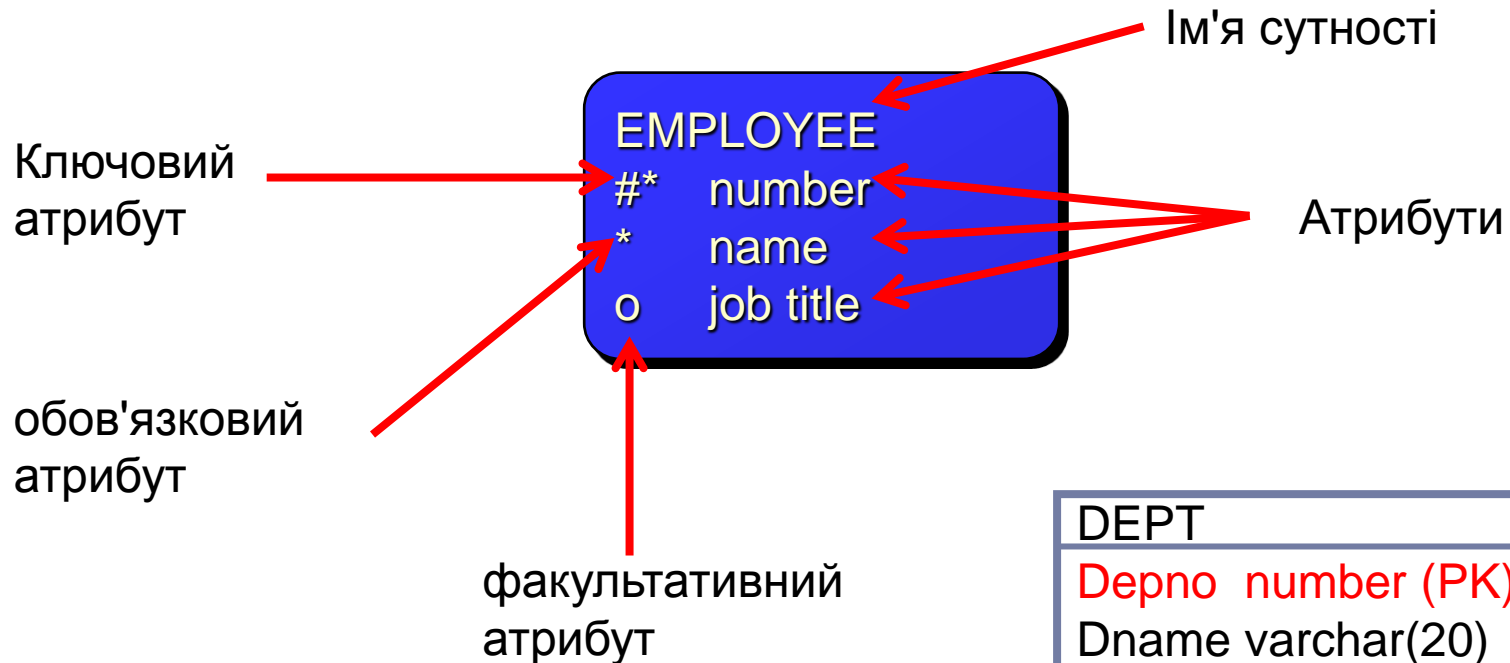 Ім'я сутності
EMPLOYEE
#* number
* name
o job title
Ключовий
атрибут
Атрибути
обов'язковий
атрибут
факультативний
атрибут
DEPT
Depno number (PK)
Dname varchar(20)